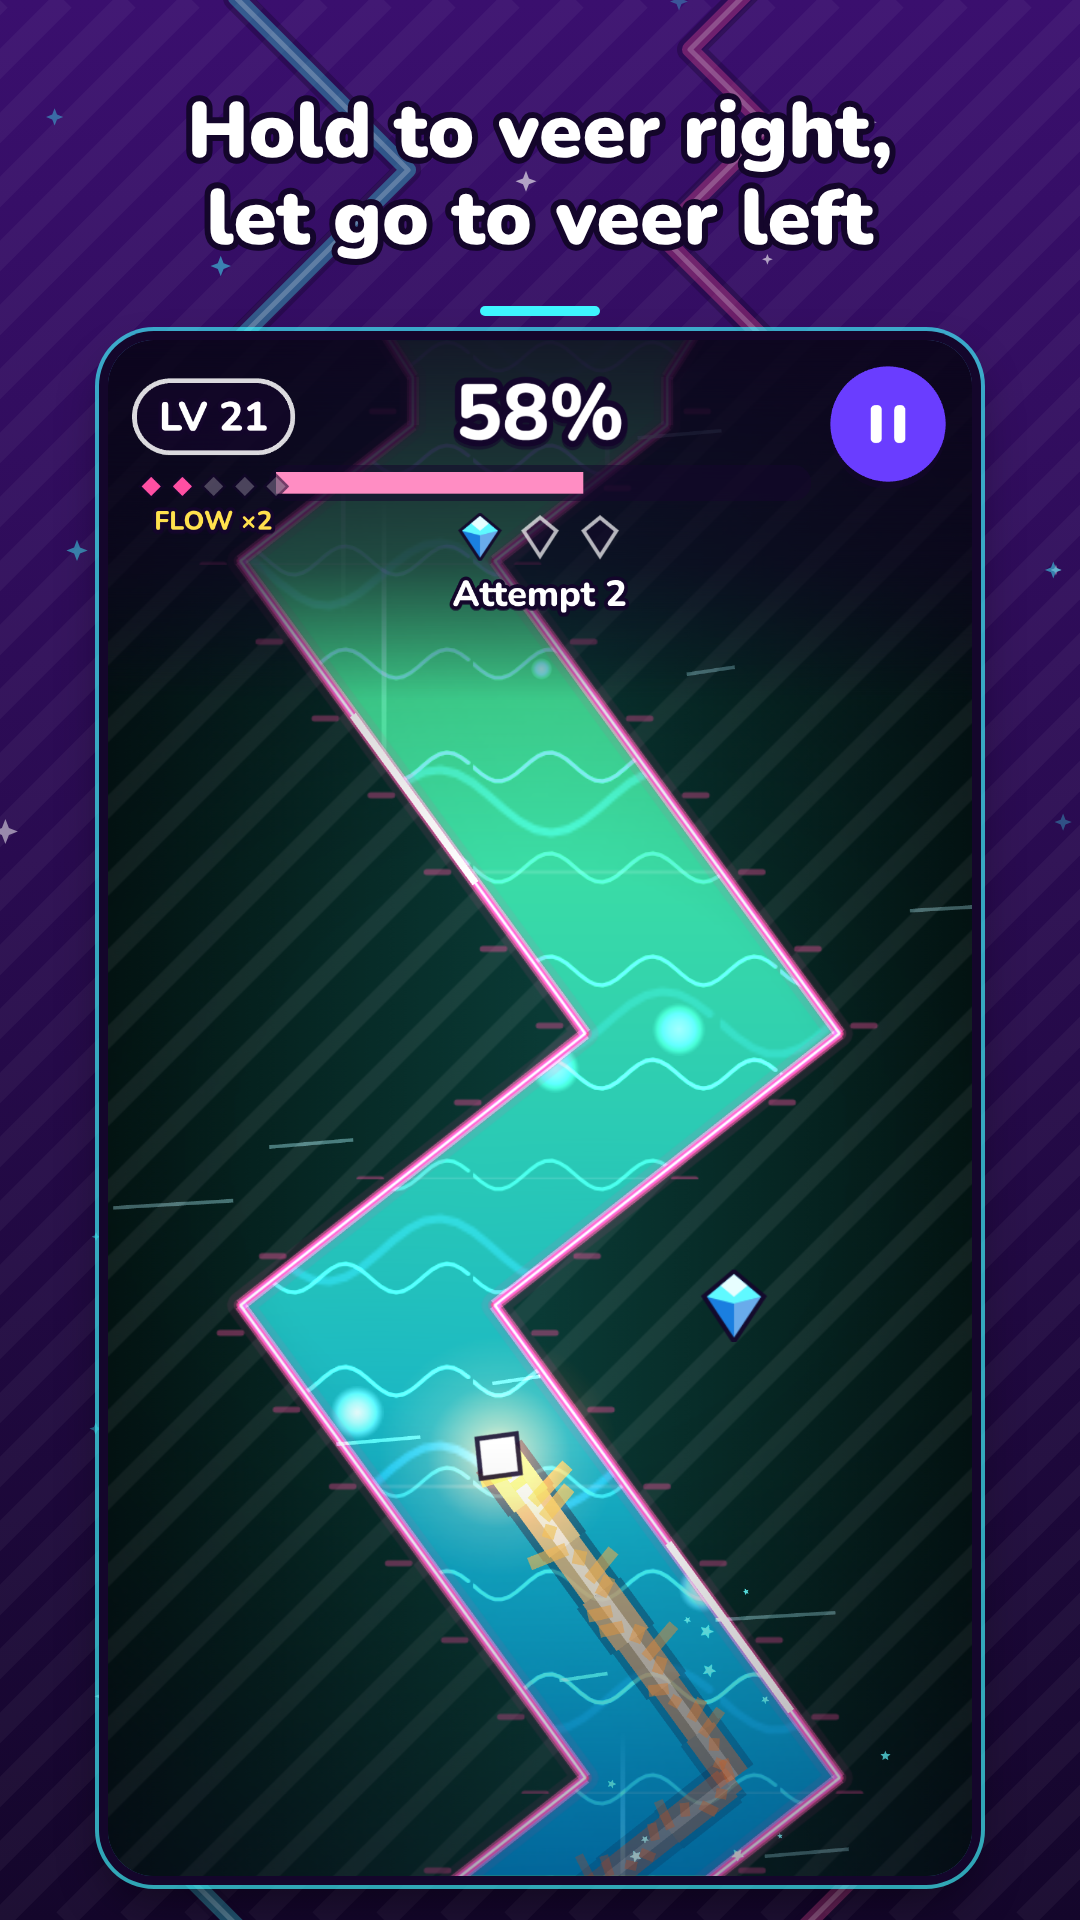 Hold to veer right,
let go to veer left
LV 21
58%
FLOW ×2
Attempt 2